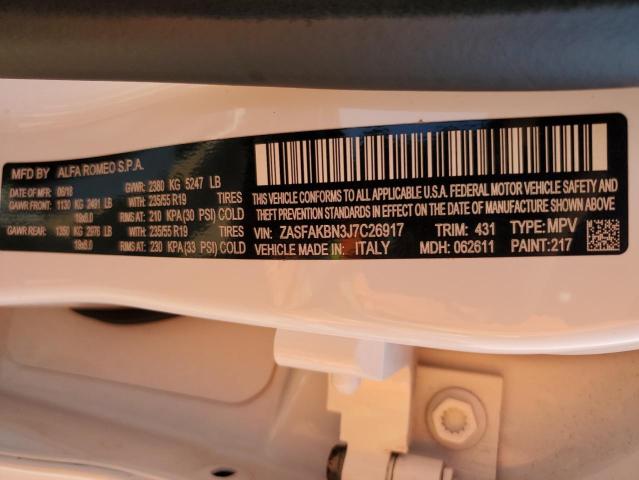 MFD BY ALFA ROMEO S.P.A.
DATE OF MFD 06/18 GVWR: 2380 KG 5247 LB
GAWR FRONT: 1130 KG 2491 LB WITH 235/55 R19 TIRES
18x8.0 RIMS AT: 210 KPA(30 PSI) COLD
GAWR REAR: 1350 KG 2976 LB WITH 235/55 R19 TIRES
18x8.0 RIMS AT: 230 KPA(33 PSI) COLD
THIS VEHICLE CONFORMS TO ALL APPLICABLE U.S.A. FEDERAL MOTOR VEHICLE SAFETY AND
THEFT PREVENTION STANDARDS IN EFFECT ON THE DATE OF MANUFACTURE SHOWN ABOVE
VIN: ZASFAKBN3J7C26917 TRIM: 431 TYPE: MPV
VEHICLE MADE IN: ITALY MDH: 062611 PAINT: 217